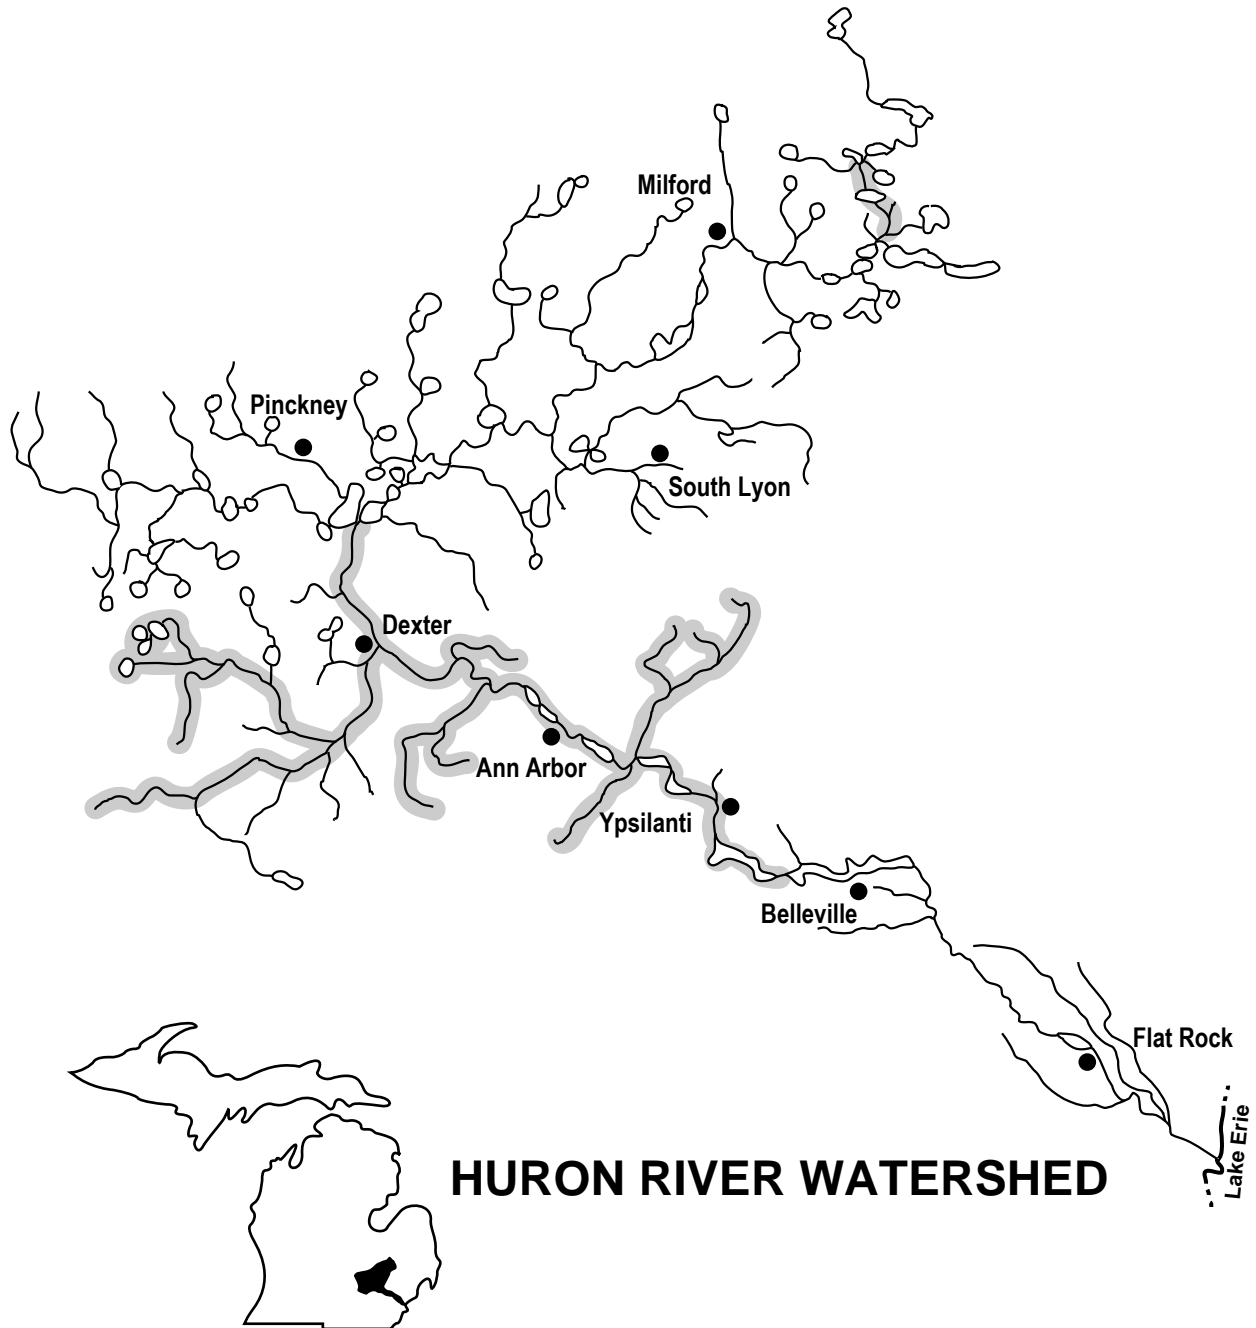 Milford
Pinckney
South Lyon
Dexter
Ann Arbor
Ypsilanti
Belleville
Flat Rock
Lake Erie
HURON RIVER WATERSHED